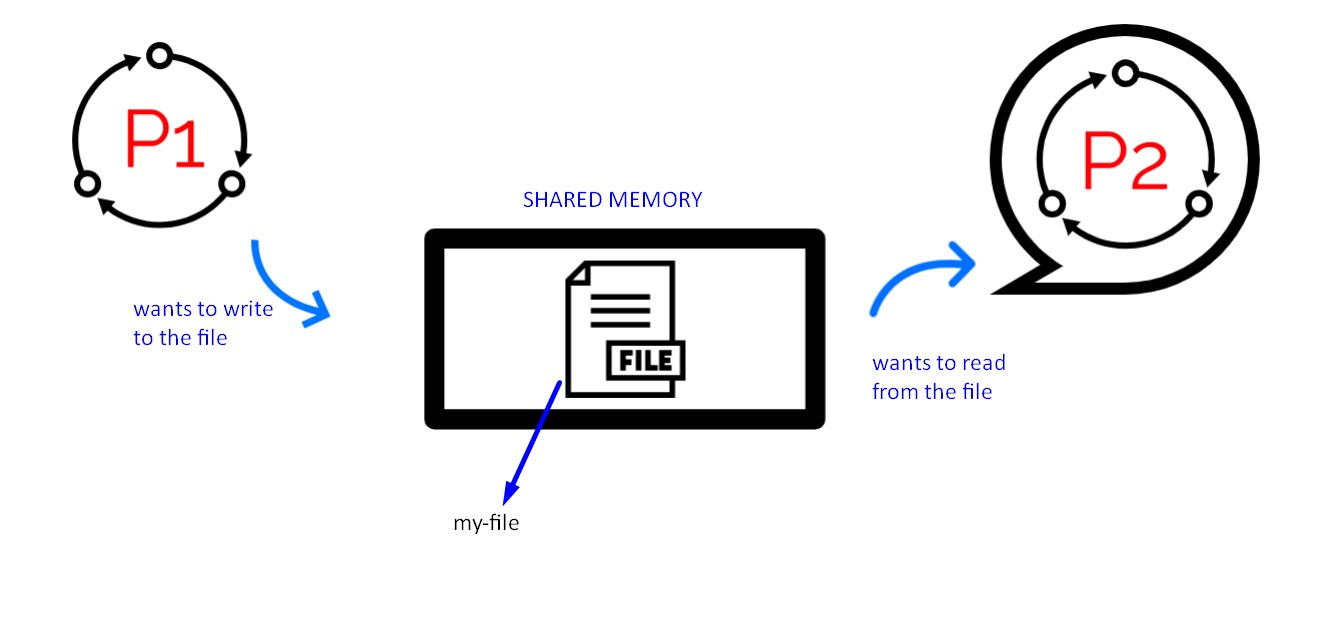 P1
P2
SHARED MEMORY
wants to write
to the file
FILE
wants to read
from the file
my-file